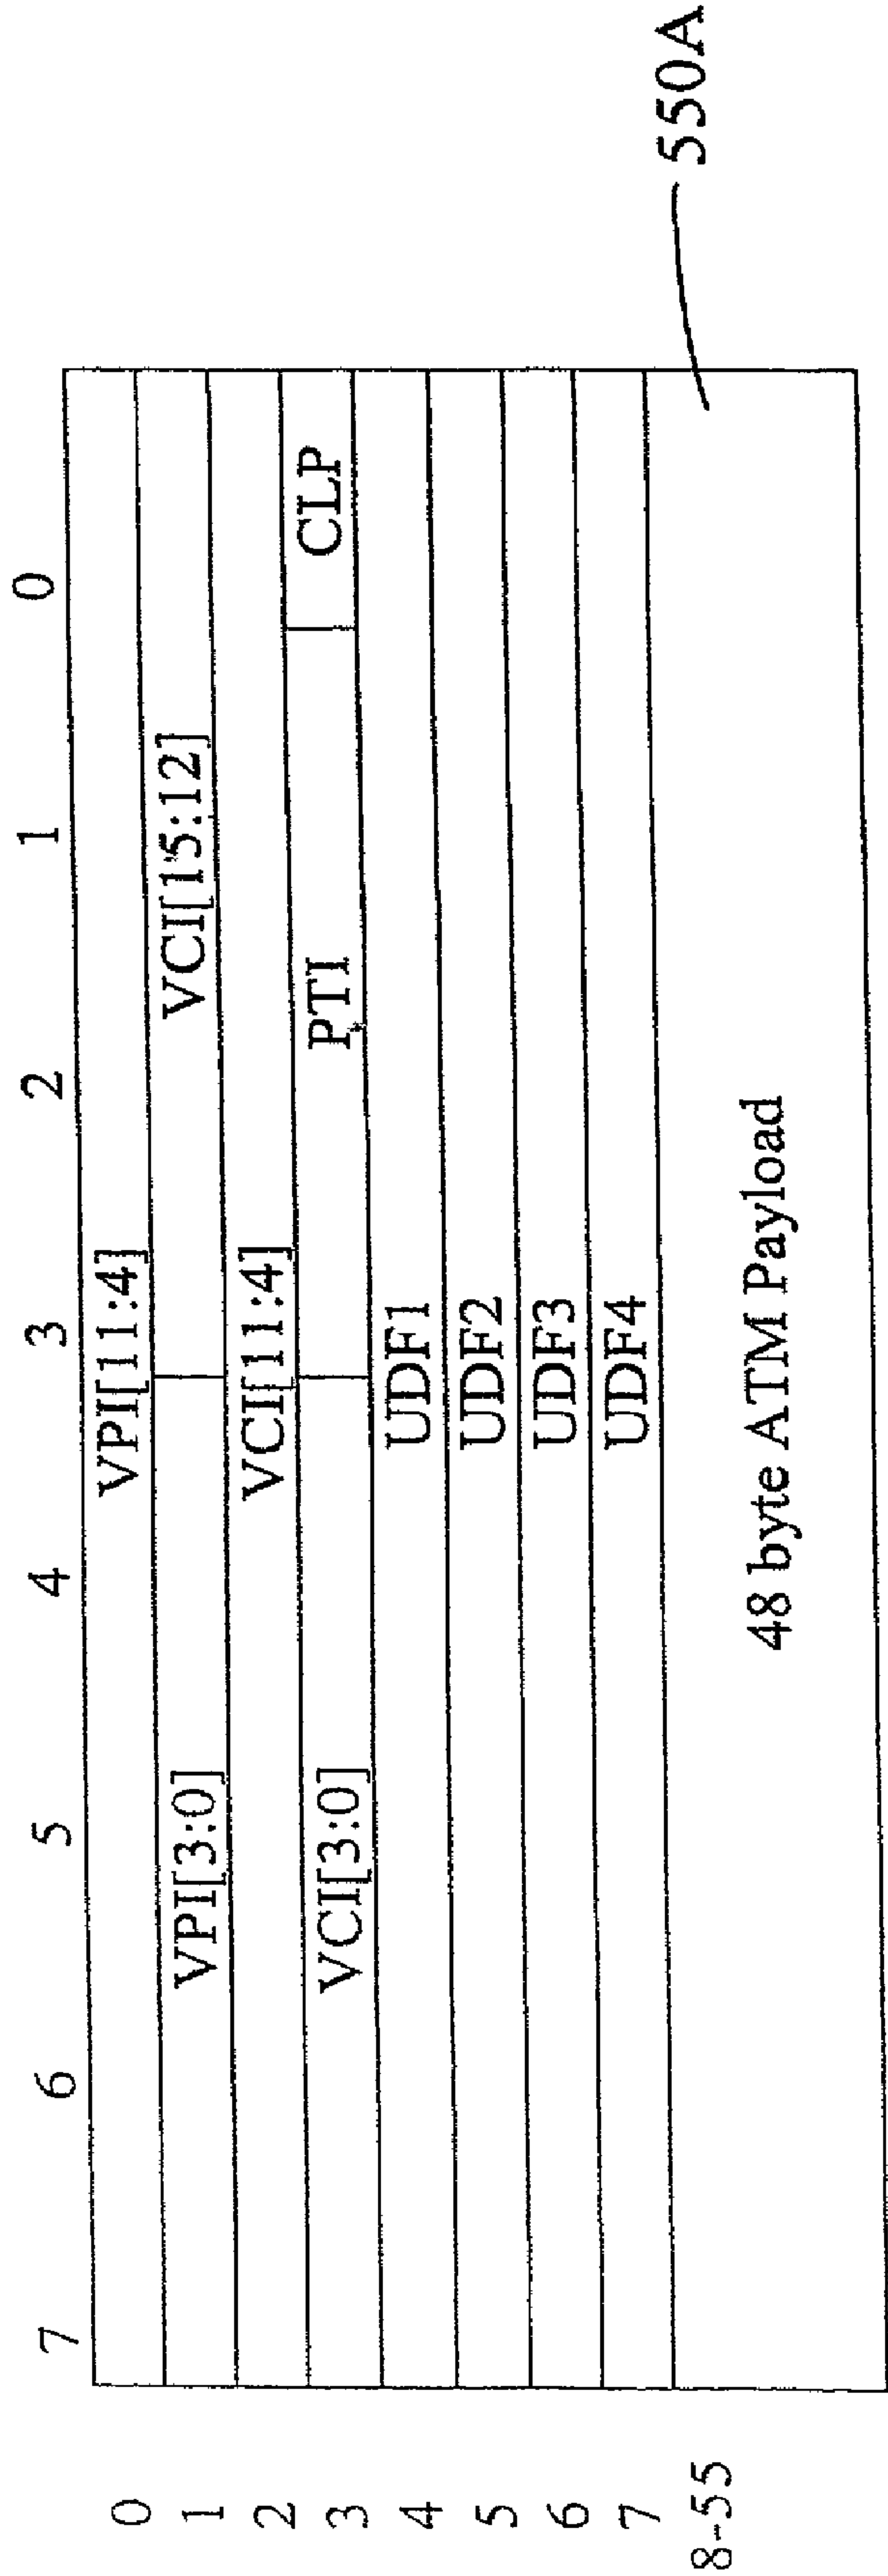 7 6 5 4 3 2 1 0
0 VPI[11:4]
1 VPI[3:0] VCI[15:12]
2 VCI[11:4]
3 VCI[3:0] PTI CLP
4 UDF1
5 UDF2
6 UDF3
7 UDF4
8-55 48 byte ATM Payload
550A